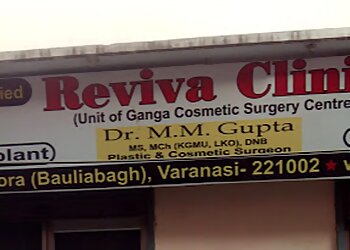 ied Reviva Clini
(Unit of Ganga Cosmetic Surgery Centre
Dr. M.M. Gupta
MS, MCh (KGMU, LKO), DNB
plant) Plastic & Cosmetic Surgeon
ora (Bauliabagh), Varanasi- 221002 ★